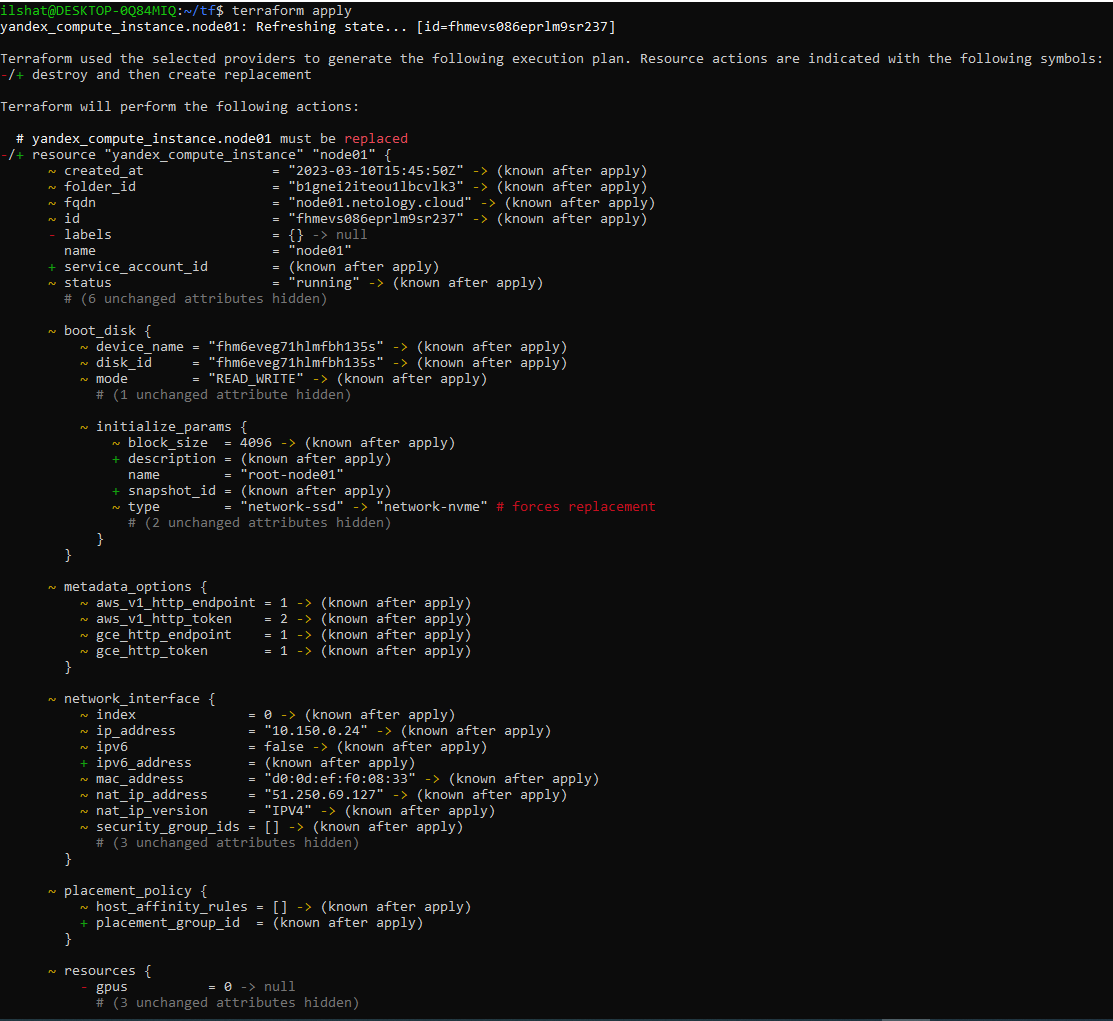 ilshat@DESKTOP-0Q84MIQ:~/tf$ terraform apply
yandex_compute_instance.node01: Refreshing state... [id=fhmevs086eprlm9sr237]

Terraform used the selected providers to generate the following execution plan. Resource actions are indicated with the following symbols:
-/+ destroy and then create replacement

Terraform will perform the following actions:

  # yandex_compute_instance.node01 must be replaced
-/+ resource "yandex_compute_instance" "node01" {
      ~ created_at                = "2023-03-10T15:45:50Z" -> (known after apply)
      ~ folder_id                 = "b1gnei2iteou1lbcvlk3" -> (known after apply)
      ~ fqdn                      = "node01.netology.cloud" -> (known after apply)
      ~ id                        = "fhmevs086eprlm9sr237" -> (known after apply)
      - labels                    = {} -> null
        name                      = "node01"
      + service_account_id        = (known after apply)
      ~ status                    = "running" -> (known after apply)
        # (6 unchanged attributes hidden)

      ~ boot_disk {
          ~ device_name = "fhm6eveg71hlmfbh135s" -> (known after apply)
          ~ disk_id     = "fhm6eveg71hlmfbh135s" -> (known after apply)
          ~ mode        = "READ_WRITE" -> (known after apply)
            # (1 unchanged attribute hidden)

          ~ initialize_params {
              ~ block_size  = 4096 -> (known after apply)
              + description = (known after apply)
                name        = "root-node01"
              + snapshot_id = (known after apply)
              ~ type        = "network-ssd" -> "network-nvme" # forces replacement
                # (2 unchanged attributes hidden)
            }
        }

      ~ metadata_options {
          ~ aws_v1_http_endpoint = 1 -> (known after apply)
          ~ aws_v1_http_token    = 2 -> (known after apply)
          ~ gce_http_endpoint    = 1 -> (known after apply)
          ~ gce_http_token       = 1 -> (known after apply)
        }

      ~ network_interface {
          ~ index              = 0 -> (known after apply)
          ~ ip_address         = "10.150.0.24" -> (known after apply)
          ~ ipv6               = false -> (known after apply)
          + ipv6_address       = (known after apply)
          ~ mac_address        = "d0:0d:ef:f0:08:33" -> (known after apply)
          ~ nat_ip_address     = "51.250.69.127" -> (known after apply)
          ~ nat_ip_version     = "IPV4" -> (known after apply)
          ~ security_group_ids = [] -> (known after apply)
            # (3 unchanged attributes hidden)
        }

      ~ placement_policy {
          ~ host_affinity_rules = [] -> (known after apply)
          + placement_group_id  = (known after apply)
        }

      ~ resources {
          - gpus          = 0 -> null
            # (3 unchanged attributes hidden)